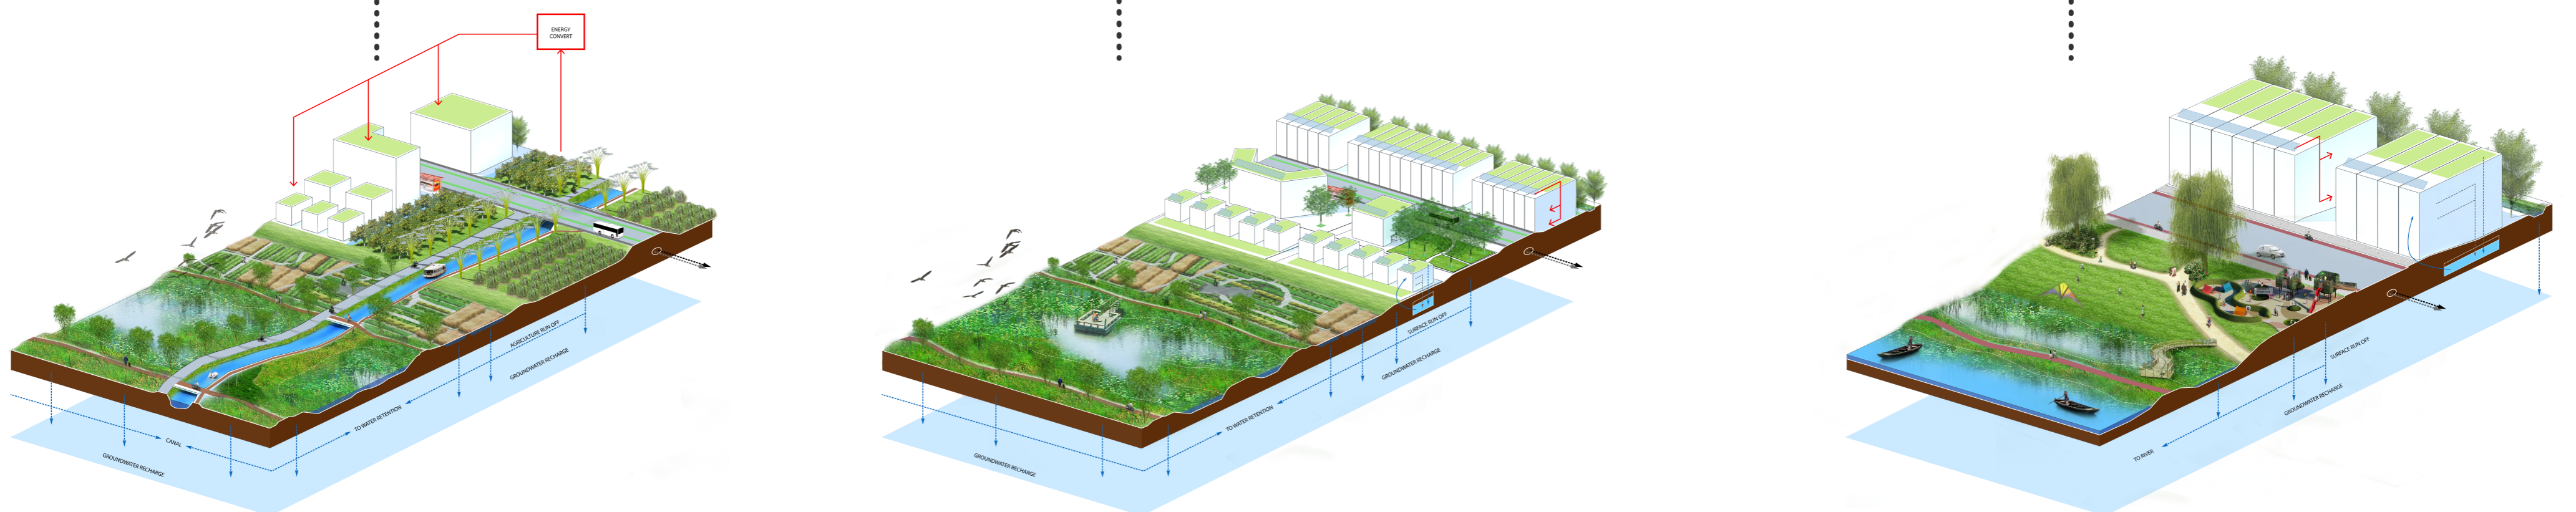 ENERGY
CONVERT
AGRICULTURE RUN OFF
GROUNDWATER RECHARGE
TO WATER RETENTION
CANAL
GROUNDWATER RECHARGE
SURFACE RUN OFF
GROUNDWATER RECHARGE
TO WATER RETENTION
GROUNDWATER RECHARGE
SURFACE RUN OFF
GROUNDWATER RECHARGE
TO RIVER